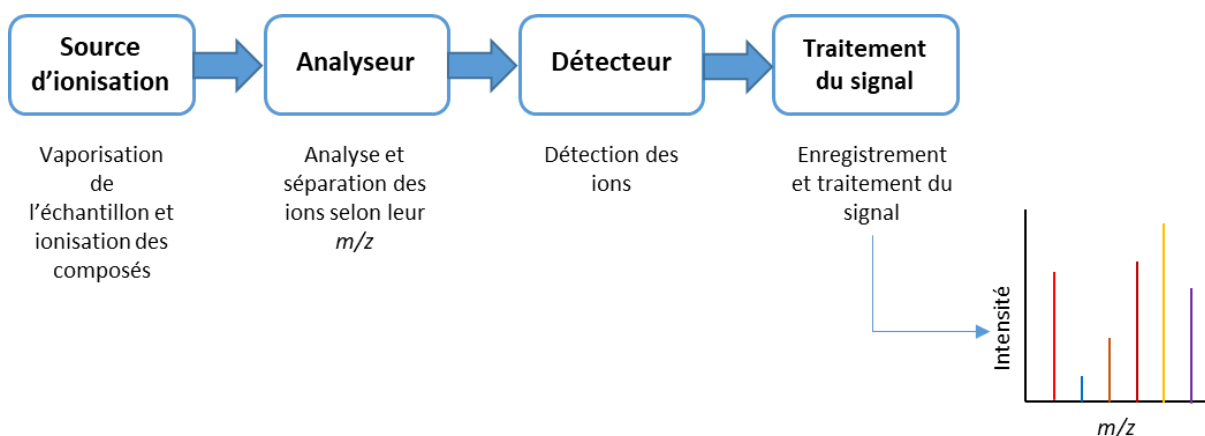 Source
d'ionisation
Analyseur
Détecteur
Traitement
du signal
Vaporisation
de
l'échantillon et
ionisation des
composés
Analyse et
séparation des
ions selon leur
m/z
Détection des
ions
Enregistrement
et traitement du
signal
Intensité
m/z